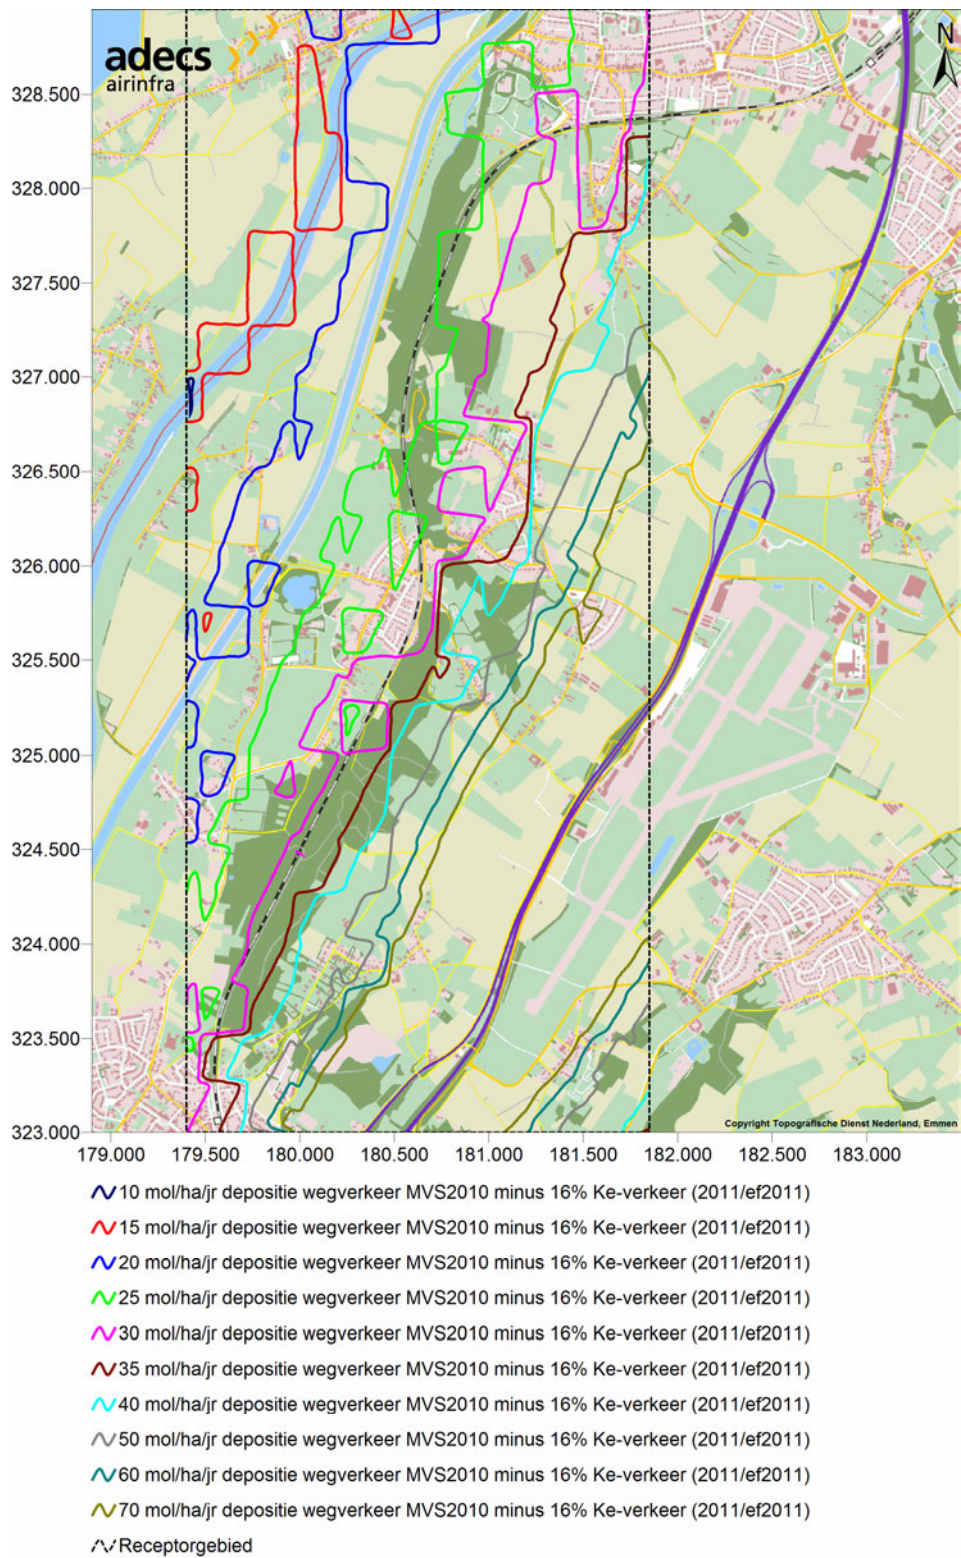 adecs
airinfra
N
328.500
328.000
327.500
327.000
326.500
326.000
325.500
325.000
324.500
324.000
323.500
323.000
Copyright Topografische Dienst Nederland, Emmen
179.000 179.500 180.000 180.500 181.000 181.500 182.000 182.500 183.000
10 mol/ha/jr depositie wegverkeer MVS2010 minus 16% Ke-verkeer (2011/ef2011)
15 mol/ha/jr depositie wegverkeer MVS2010 minus 16% Ke-verkeer (2011/ef2011)
20 mol/ha/jr depositie wegverkeer MVS2010 minus 16% Ke-verkeer (2011/ef2011)
25 mol/ha/jr depositie wegverkeer MVS2010 minus 16% Ke-verkeer (2011/ef2011)
30 mol/ha/jr depositie wegverkeer MVS2010 minus 16% Ke-verkeer (2011/ef2011)
35 mol/ha/jr depositie wegverkeer MVS2010 minus 16% Ke-verkeer (2011/ef2011)
40 mol/ha/jr depositie wegverkeer MVS2010 minus 16% Ke-verkeer (2011/ef2011)
50 mol/ha/jr depositie wegverkeer MVS2010 minus 16% Ke-verkeer (2011/ef2011)
60 mol/ha/jr depositie wegverkeer MVS2010 minus 16% Ke-verkeer (2011/ef2011)
70 mol/ha/jr depositie wegverkeer MVS2010 minus 16% Ke-verkeer (2011/ef2011)
Receptorgebied